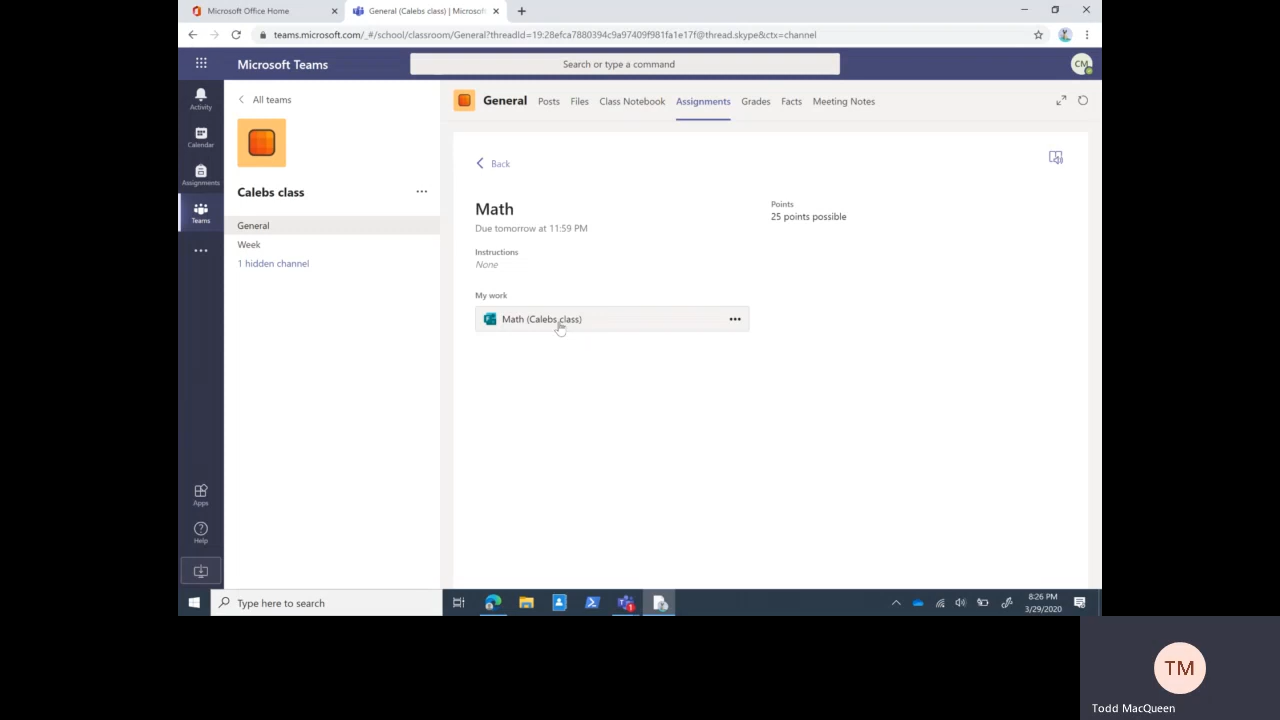 Microsoft Office Home
General (Calebs class) | Microsof
teams.microsoft.com/_#/school/classroom/General?threadId=19:28efca7880394c9a97409f981fa1e17f@thread.skype&ctx=channel
Microsoft Teams
Search or type a command
CM
Activity
Calendar
Assignments
Teams
Apps
Help
All teams
Calebs class
General
Week
1 hidden channel
General
Posts
Files
Class Notebook
Assignments
Grades
Facts
Meeting Notes
Back
Math
Due tomorrow at 11:59 PM
Points
25 points possible
Instructions
None
My work
Math (Calebs class)
Type here to search
8:26 PM
3/29/2020
TM
Todd MacQueen